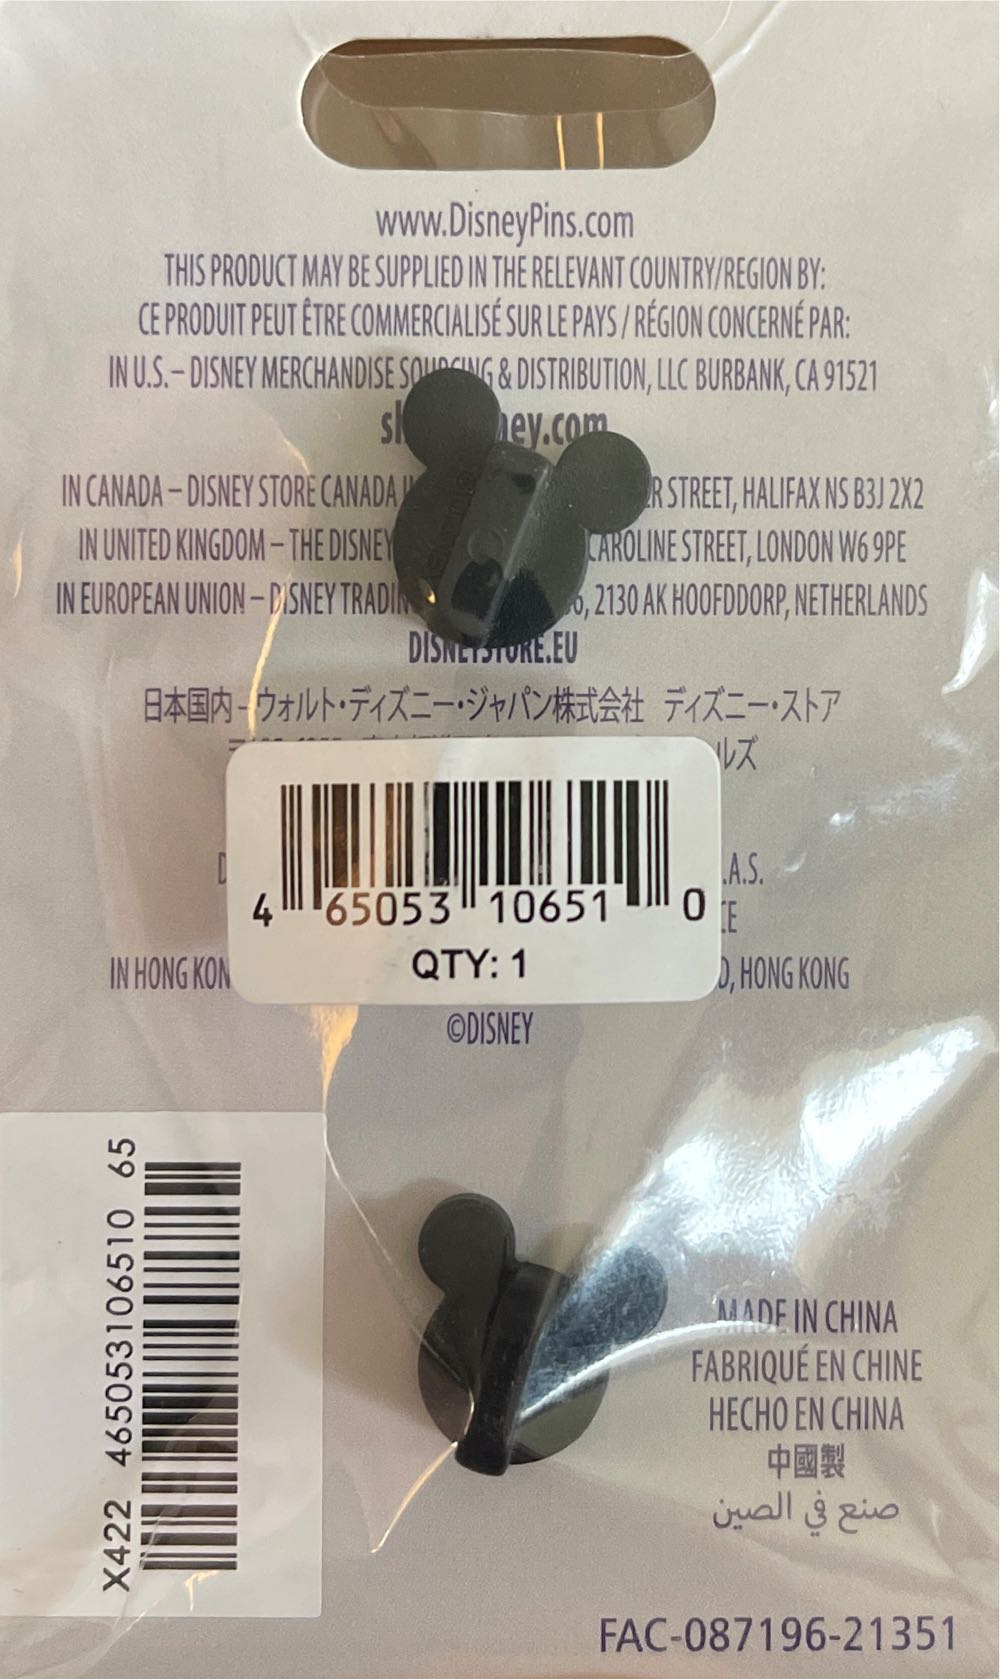 www.DisneyPins.com
THIS PRODUCT MAY BE SUPPLIED IN THE RELEVANT COUNTRY/REGION BY:
CE PRODUIT PEUT ÊTRE COMMERCIALISÉ SUR LE PAYS / RÉGION CONCERNÉ PAR:
IN U.S. – DISNEY MERCHANDISE SOURCING & DISTRIBUTION, LLC BURBANK, CA 91521
IN CANADA – DISNEY STORE CANADA STREET, HALIFAX NS B3J 2X2
IN UNITED KINGDOM – THE DISNEY CAROLINE STREET, LONDON W6 9PE
IN EUROPEAN UNION – DISNEY 2130 AK HOOFDDORP, NETHERLANDS
DISNEYSTORE.EU
日本国内 – ウォルト・ディズニー・ジャパン株式会社 ディズニー・ストア
4 65053 10651 0
QTY: 1
IN HONG HONG KONG
©DISNEY
X422 465053106510 65
MADE IN CHINA
FABRIQUÉ EN CHINE
HECHO EN CHINA
中國製
صنع في الصين
FAC-087196-21351